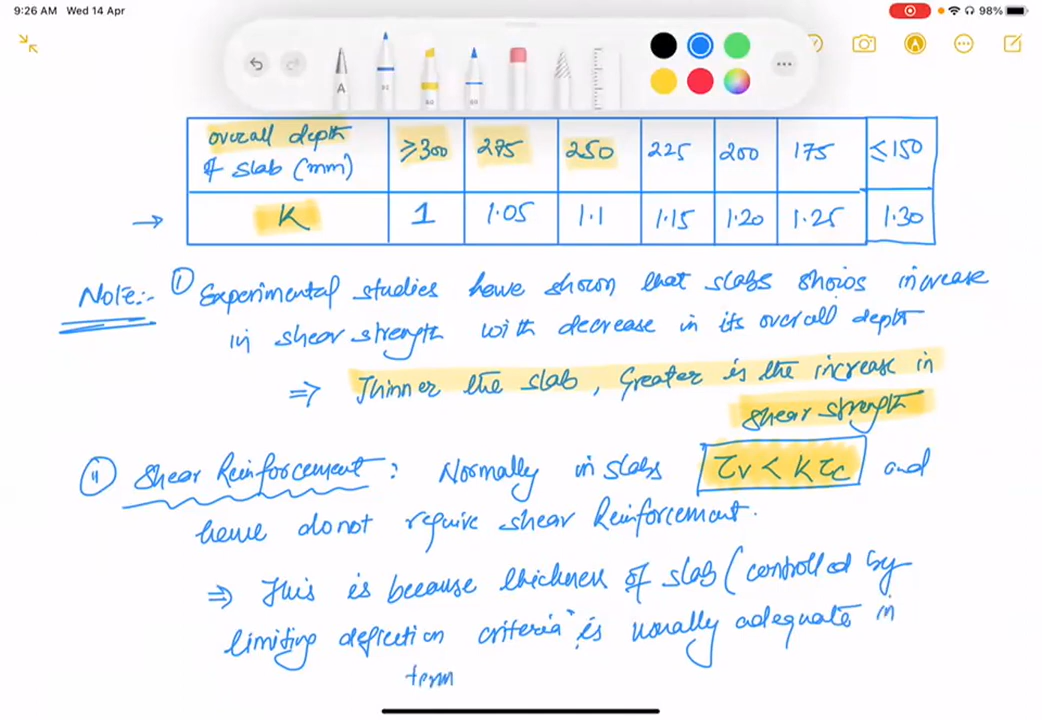 9:26 AM Wed 14 Apr 98%
A
overall depth of slab (mm) ≥300 275 250 225 200 175 ≤150
→ K 1 1.05 1.1 1.15 1.20 1.25 1.30
Note:- ① Experimental studies have shown that slabs shows increase
in shear strength with decrease in its overall depth
⇒ Thinner the slab, Greater is the increase in
shear strength
⑪ Shear Reinforcement: Normally in slabs τv < kτc and
hence donot require shear Reinforcement.
⇒ This is because thickness of slab (controlled by
limiting deflection criteria is usually adequate in
term